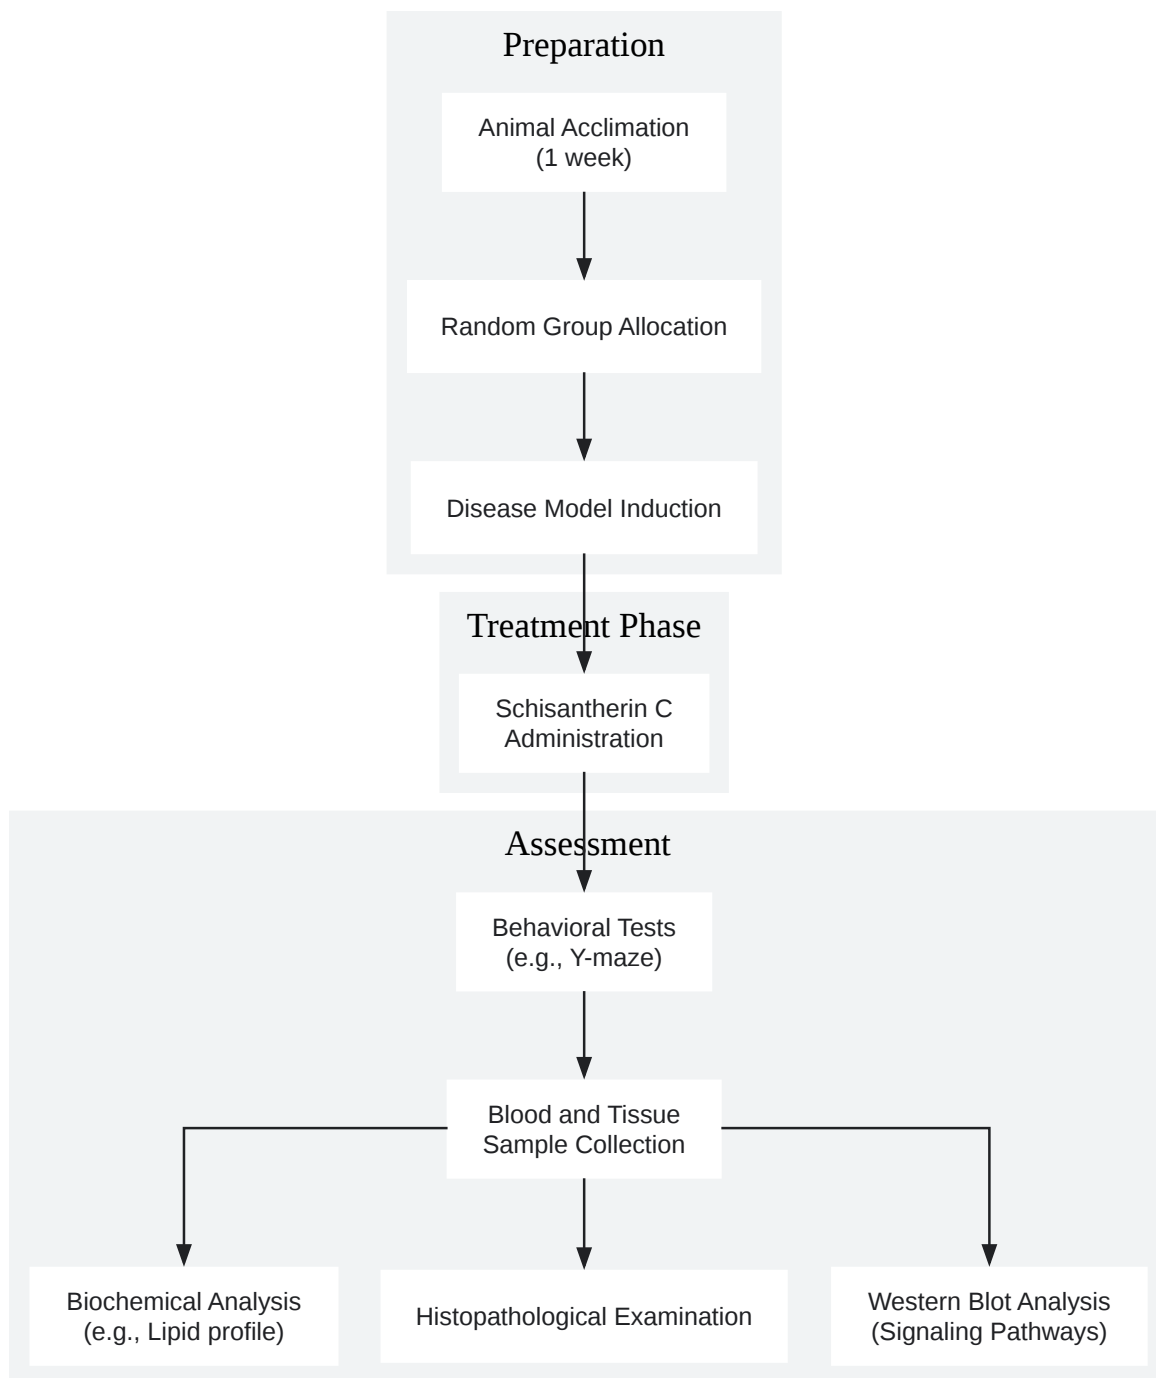 Preparation
Animal Acclimation
(1 week)
Random Group Allocation
Disease Model Induction
Treatment Phase
Schisantherin C
Administration
Assessment
Behavioral Tests
(e.g., Y-maze)
Blood and Tissue
Sample Collection
Biochemical Analysis
(e.g., Lipid profile)
Histopathological Examination
Western Blot Analysis
(Signaling Pathways)